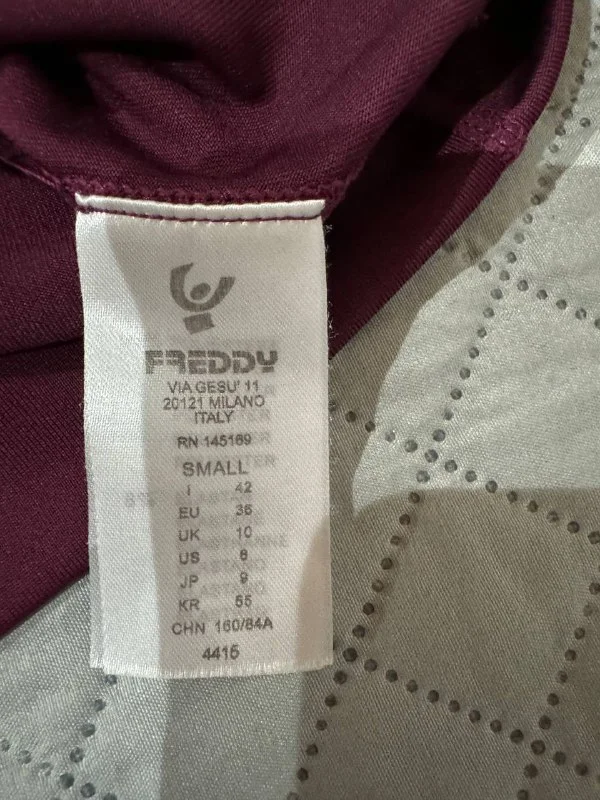 FREDDY
VIA GESU' 11
20121 MILANO
ITALY
RN 145169
SMALL
I 42
EU 36
UK 10
US 6
JP 9
KR 55
CHN 160/84A
4415